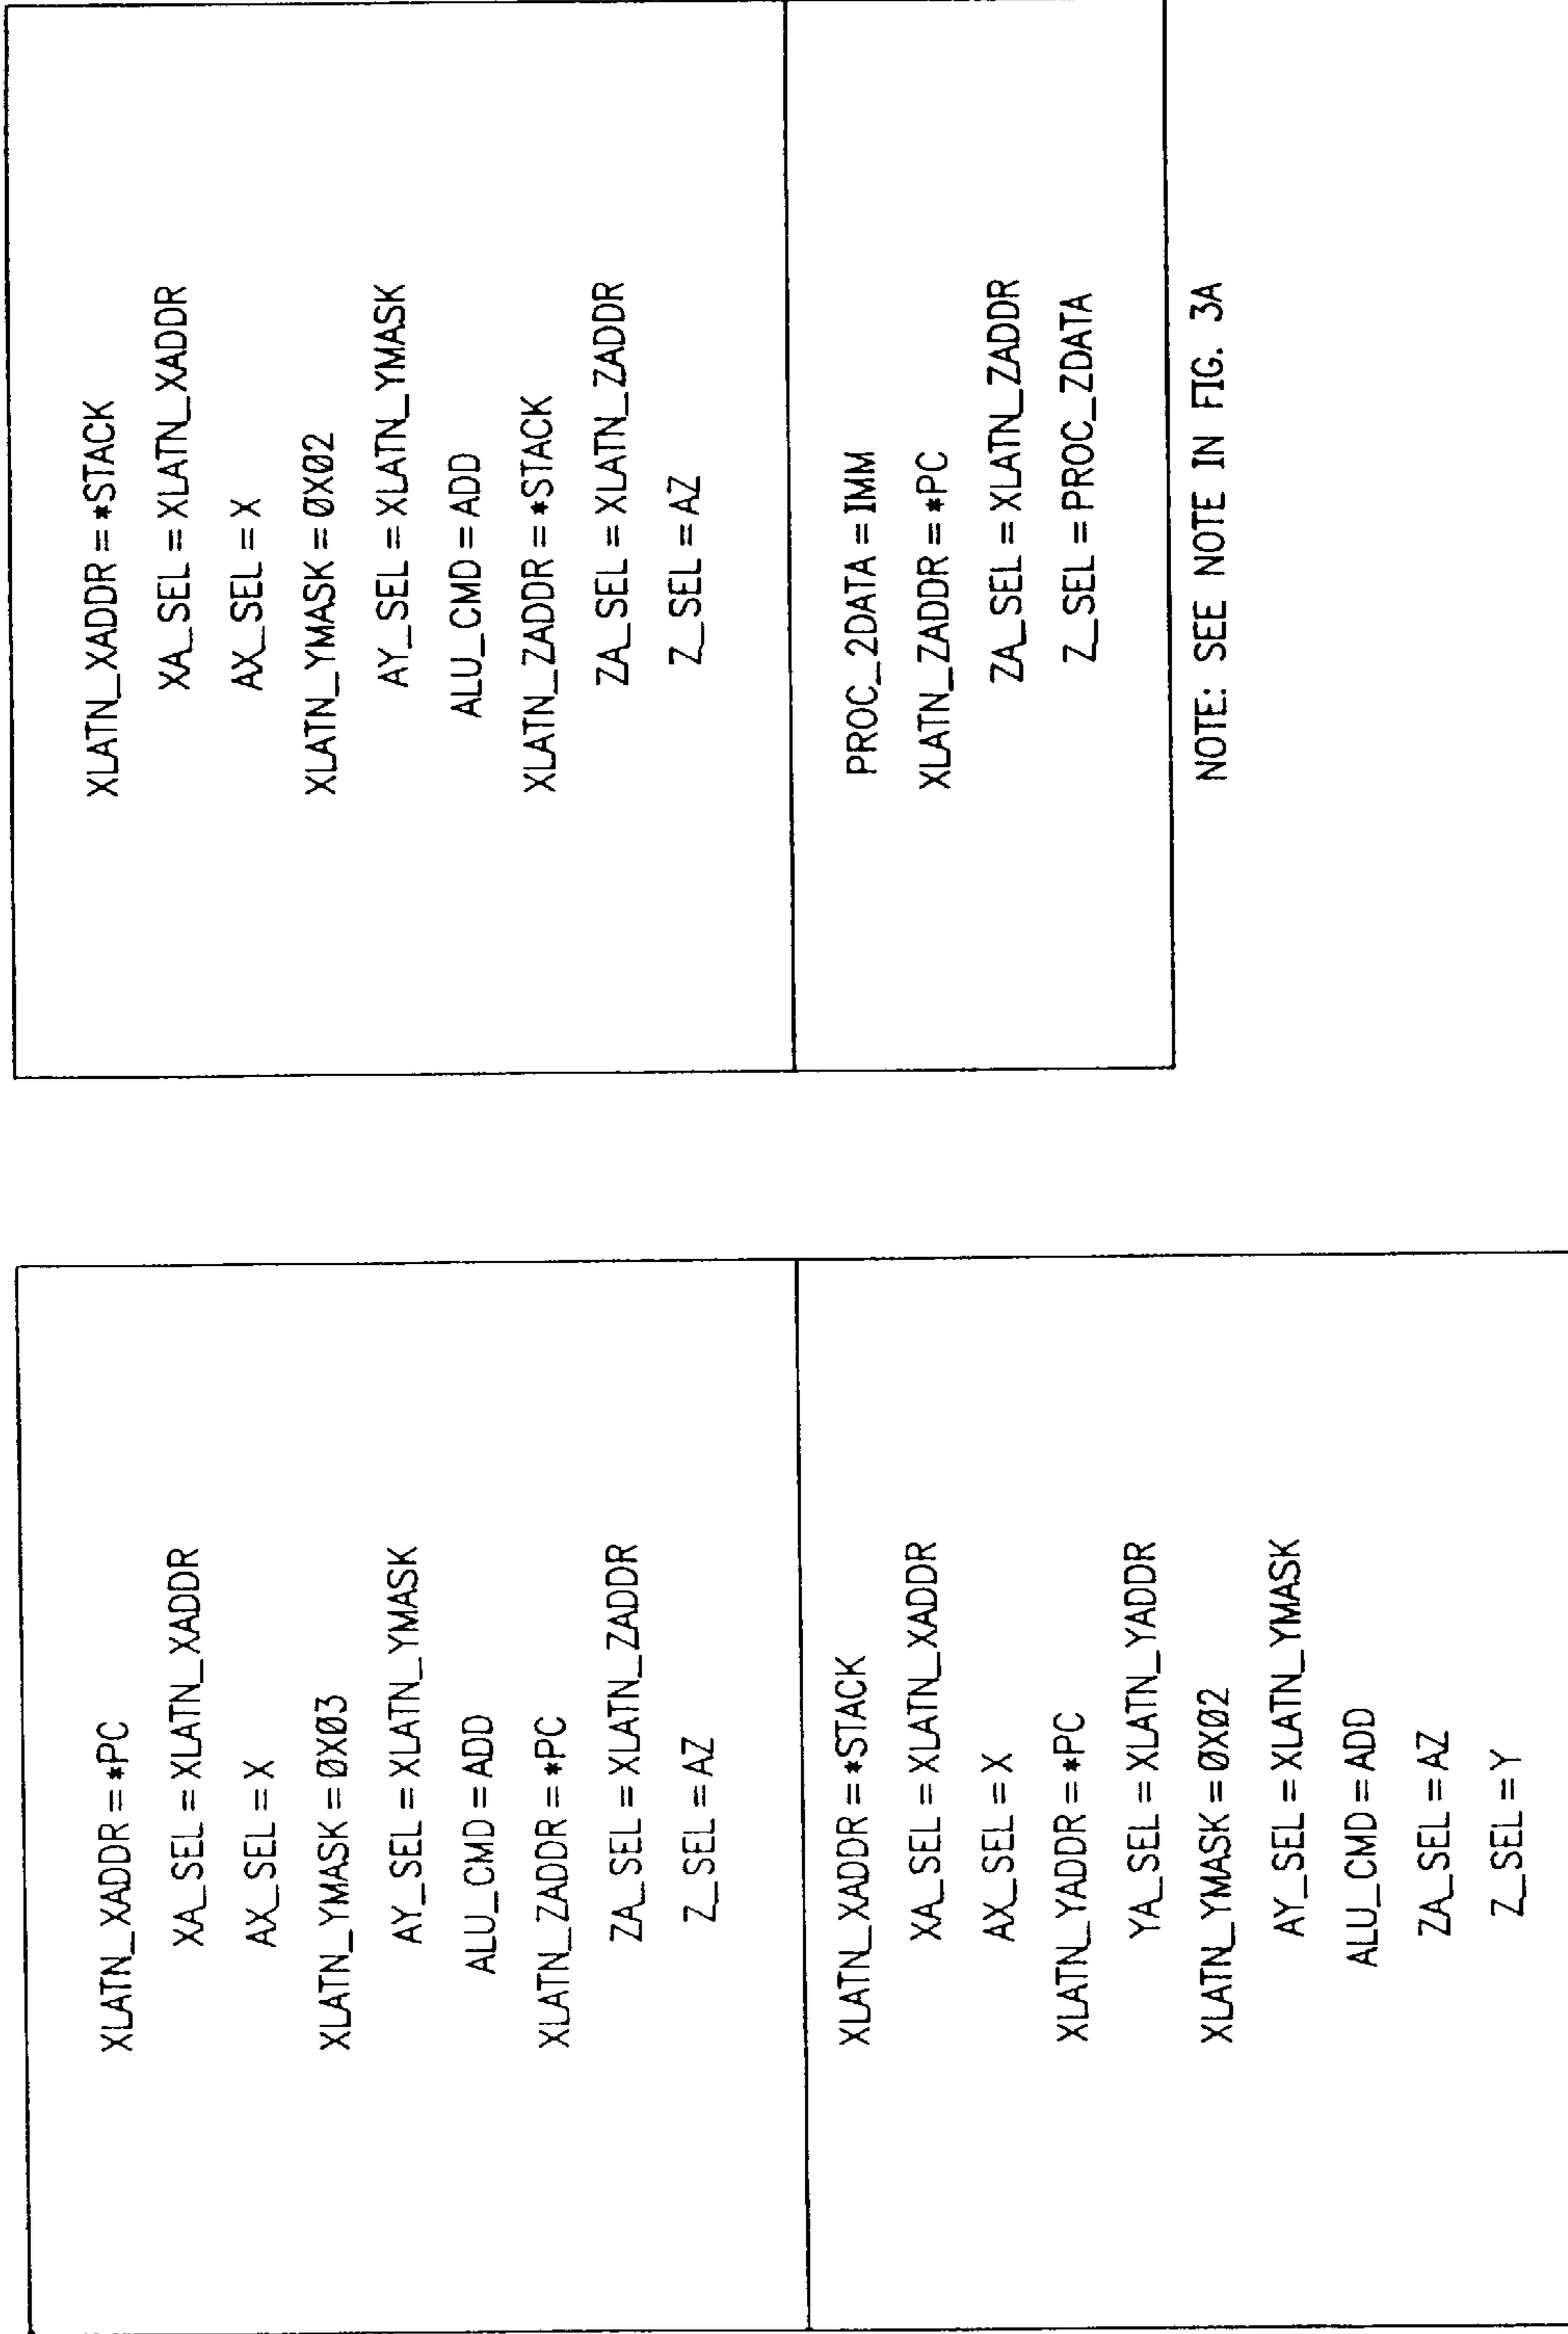 XLATN_XADDR = *PC
XA_SEL = XLATN_XADDR
AX_SEL = X
XLATN_YMASK = 0X03
AY_SEL = XLATN_YMASK
ALU_CMD = ADD
XLATN_ZADDR = *PC
ZA_SEL = XLATN_ZADDR
Z_SEL = AZ
XLATN_XADDR = *STACK
XA_SEL = XLATN_XADDR
AX_SEL = X
XLATN_YADDR = *PC
YA_SEL = XLATN_YADDR
XLATN_YMASK = 0X02
AY_SEL = XLATN_YMASK
ALU_CMD = ADD
ZA_SEL = AZ
Z_SEL = Y
XLATN_XADDR = *STACK
XA_SEL = XLATN_XADDR
AX_SEL = X
XLATN_YMASK = 0X02
AY_SEL = XLATN_YMASK
ALU_CMD = ADD
XLATN_ZADDR = *STACK
ZA_SEL = XLATN_ZADDR
Z_SEL = AZ
PROC_2DATA = IMM
XLATN_ZADDR = *PC
ZA_SEL = XLATN_ZADDR
Z_SEL = PROC_ZDATA
NOTE: SEE NOTE IN FIG. 3A